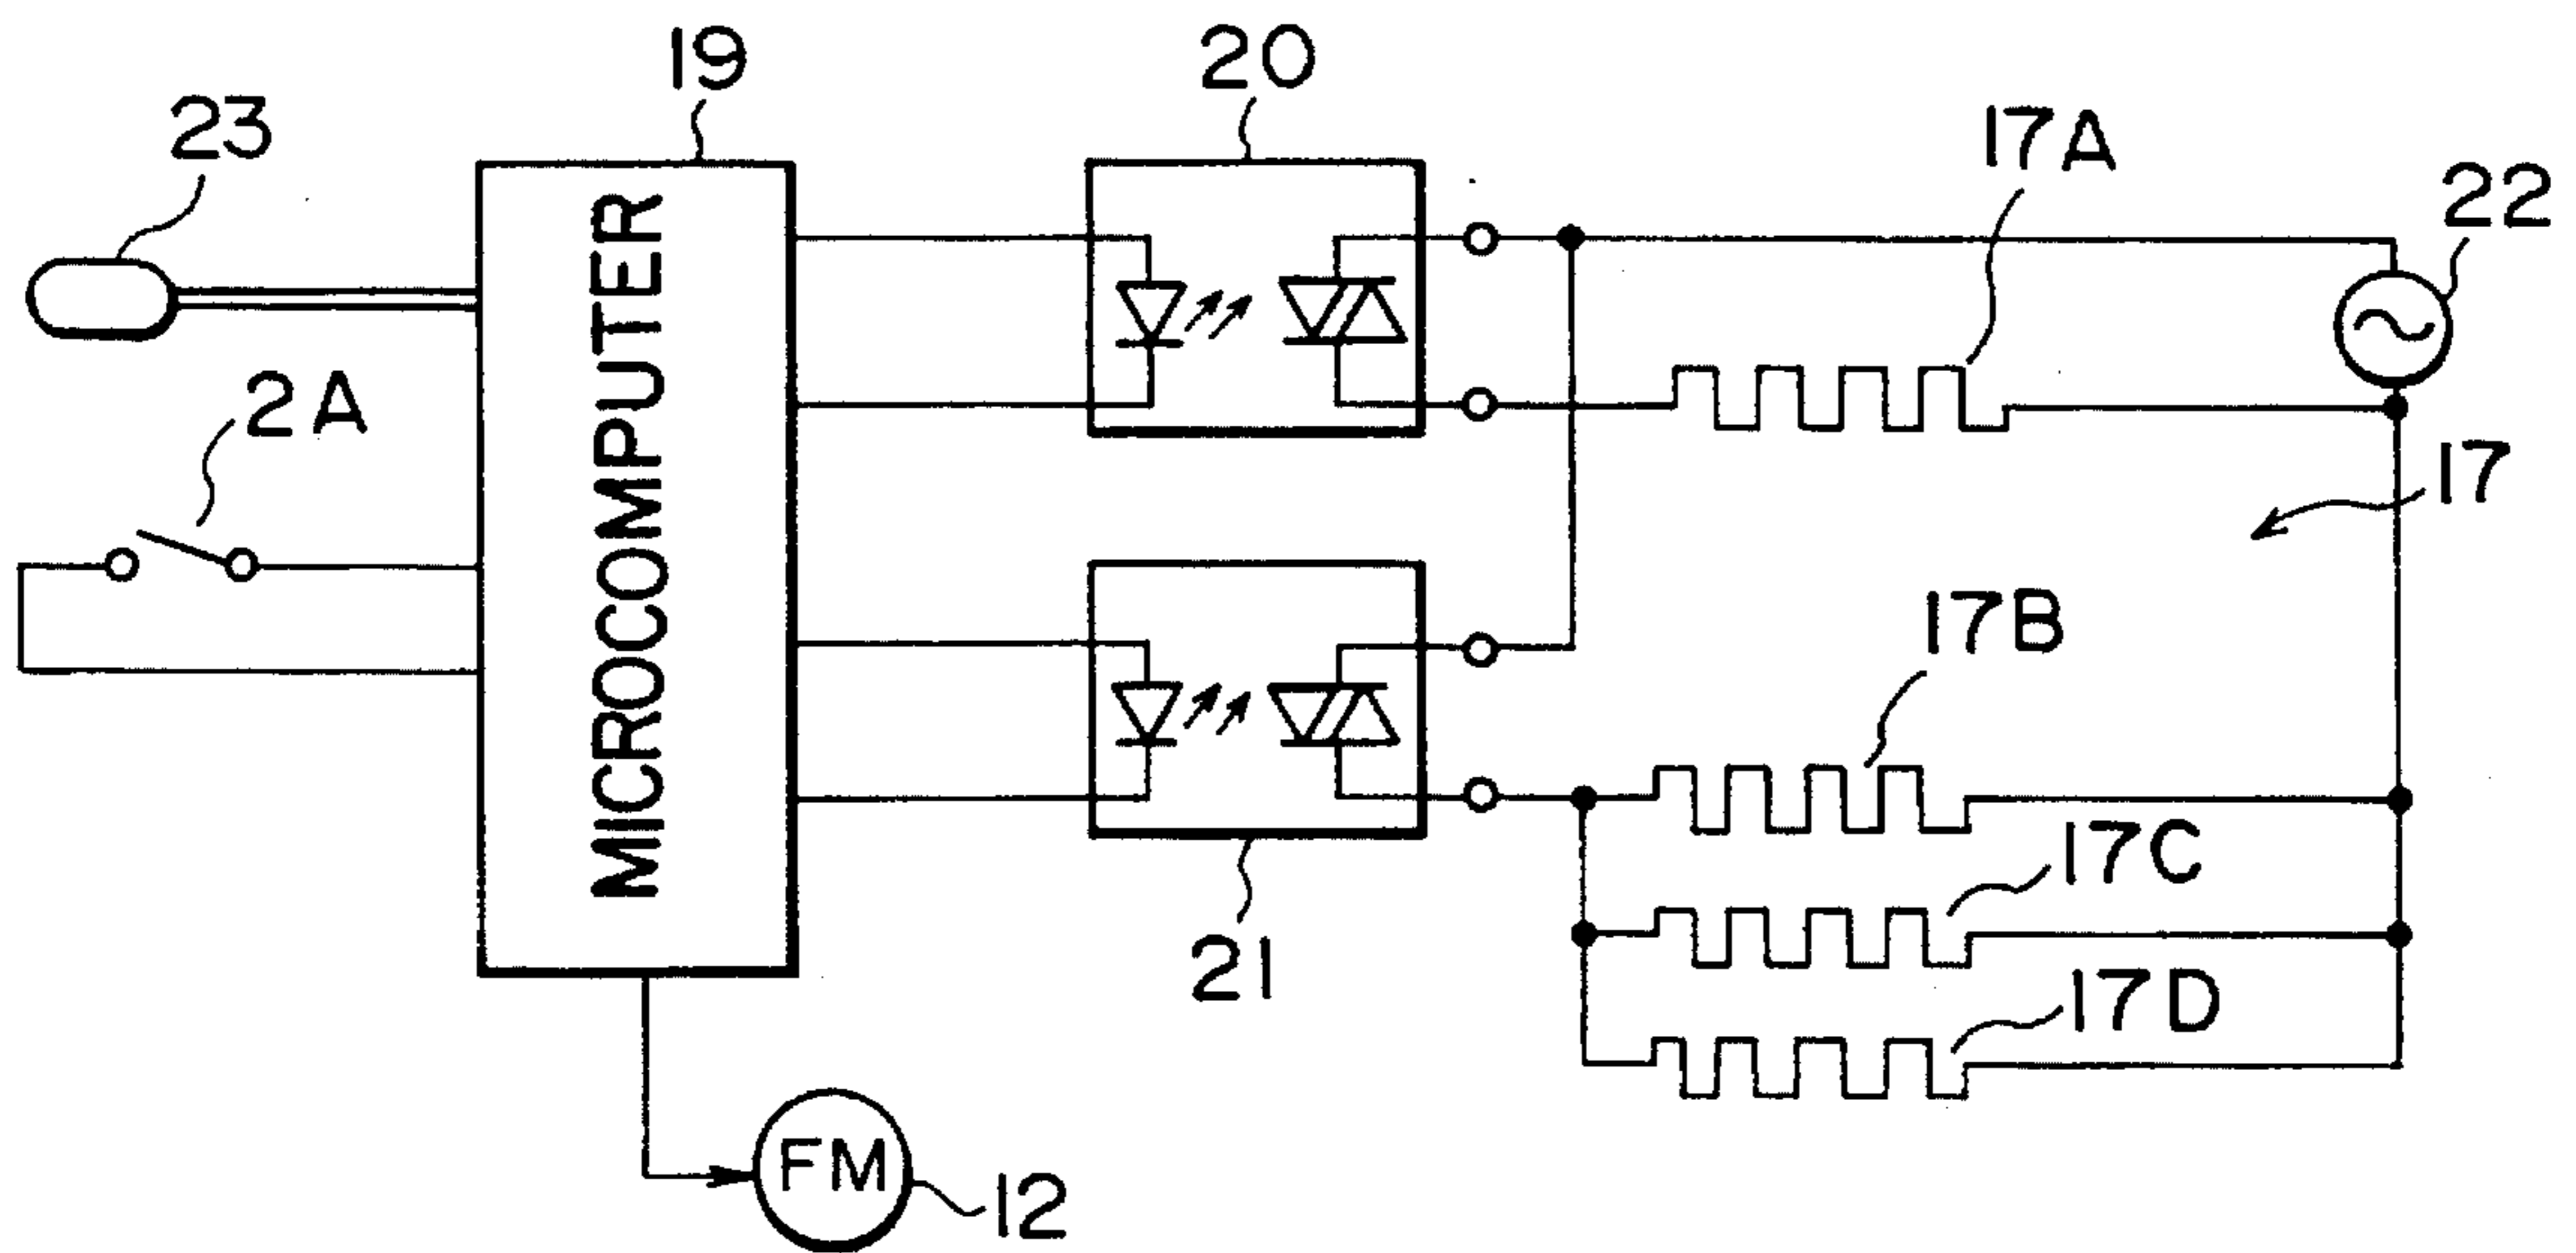 19
20
23
17A
22
MICROCOMPUTER
2A
17
17B
17C
21
17D
FM
12